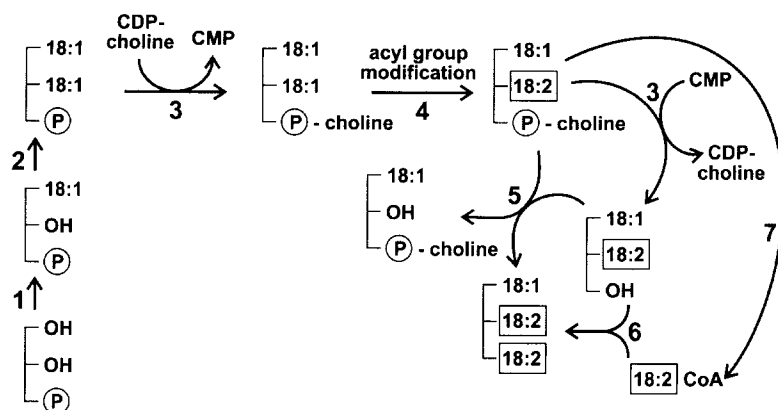 CDP-
choline
CMP
3
18:1
18:1
P
18:1
18:1
P - choline
acyl group
modification
4
18:1
18:2
P - choline
3
CMP
CDP-
choline
2
18:1
OH
P
1
OH
OH
P
5
18:1
OH
P - choline
18:1
18:2
OH
7
18:1
18:2
18:2
6
18:2 CoA